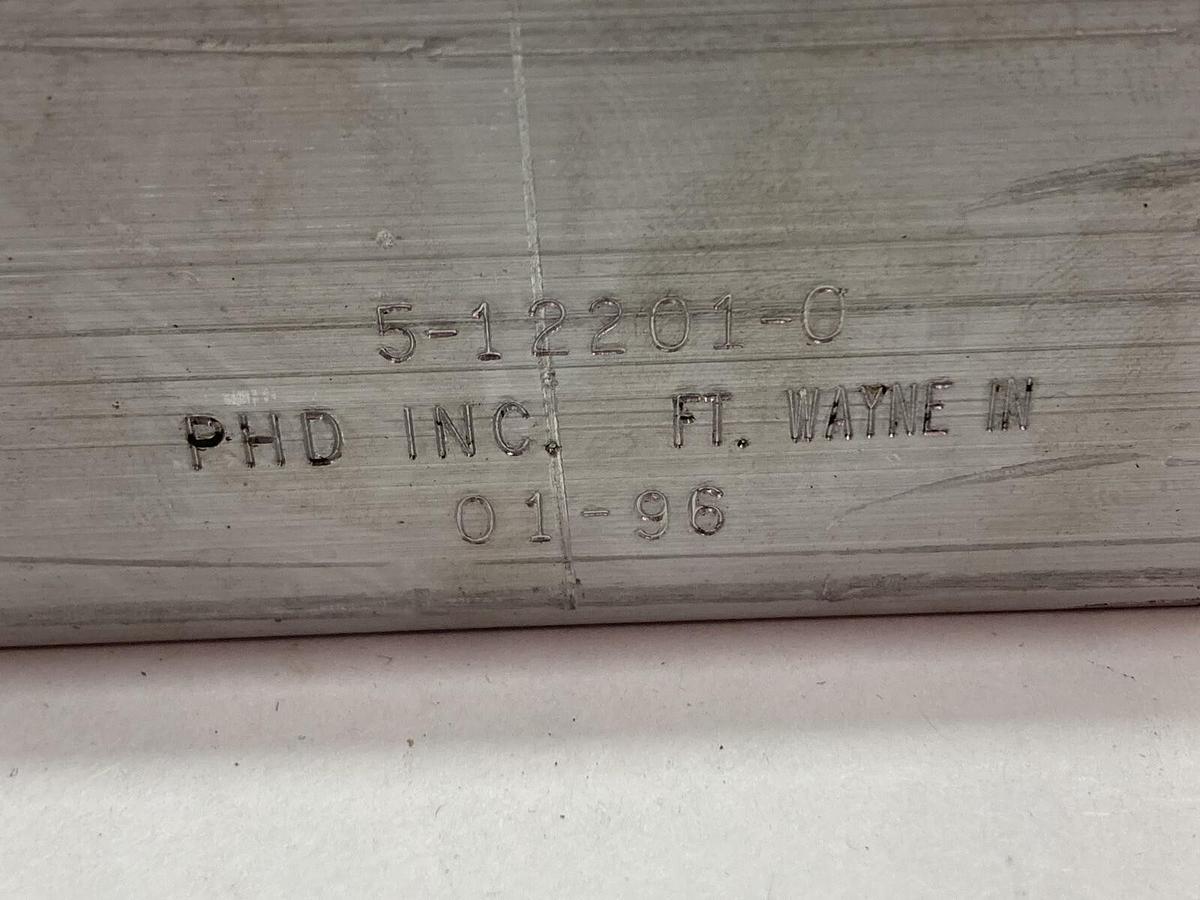 5-12201-0
PHD INC. FT. WAYNE IN
01-96